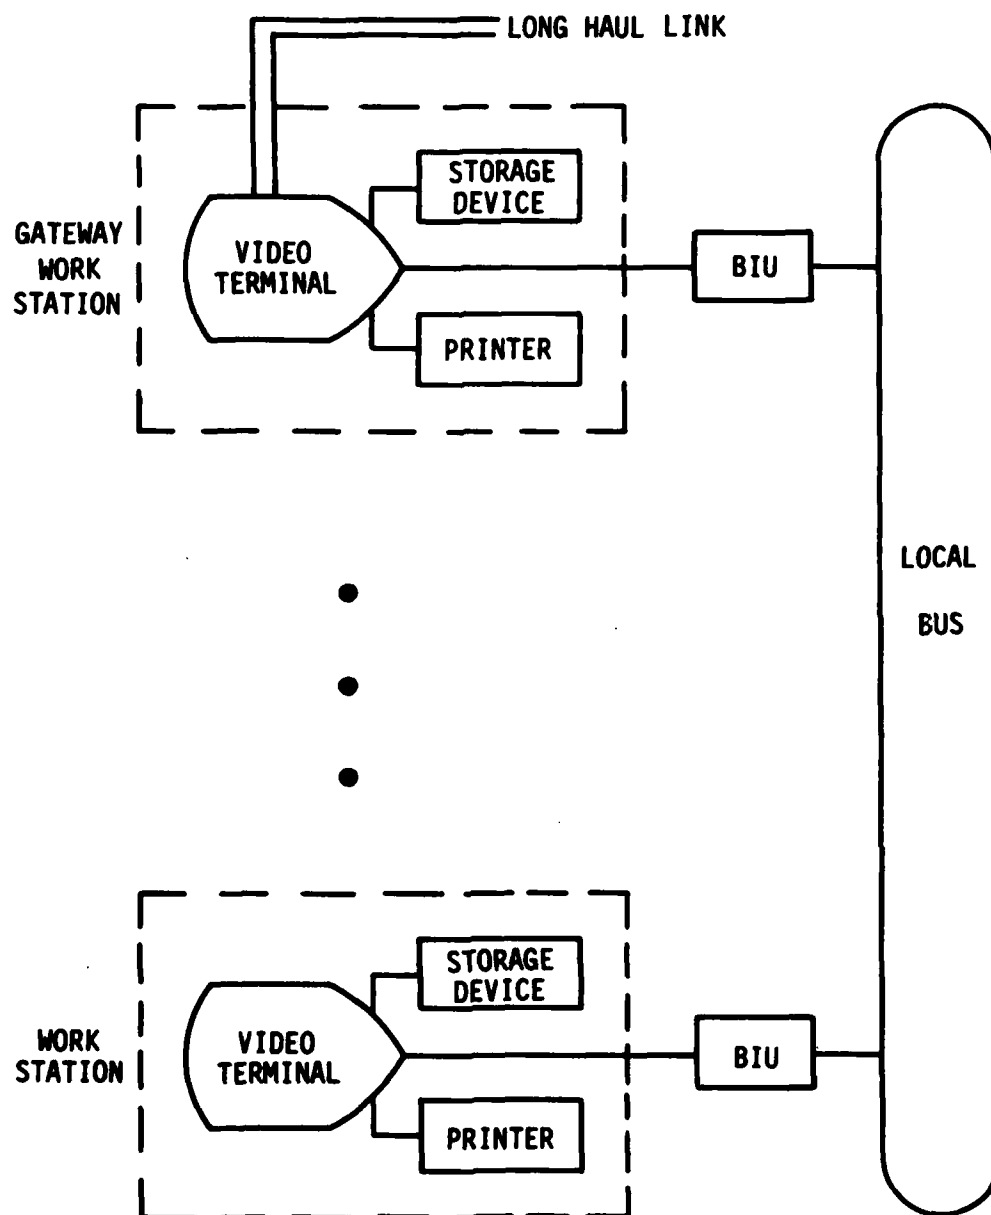 LONG HAUL LINK
GATEWAY
WORK
STATION
VIDEO
TERMINAL
STORAGE
DEVICE
PRINTER
BIU
LOCAL
BUS
WORK
STATION
VIDEO
TERMINAL
STORAGE
DEVICE
PRINTER
BIU